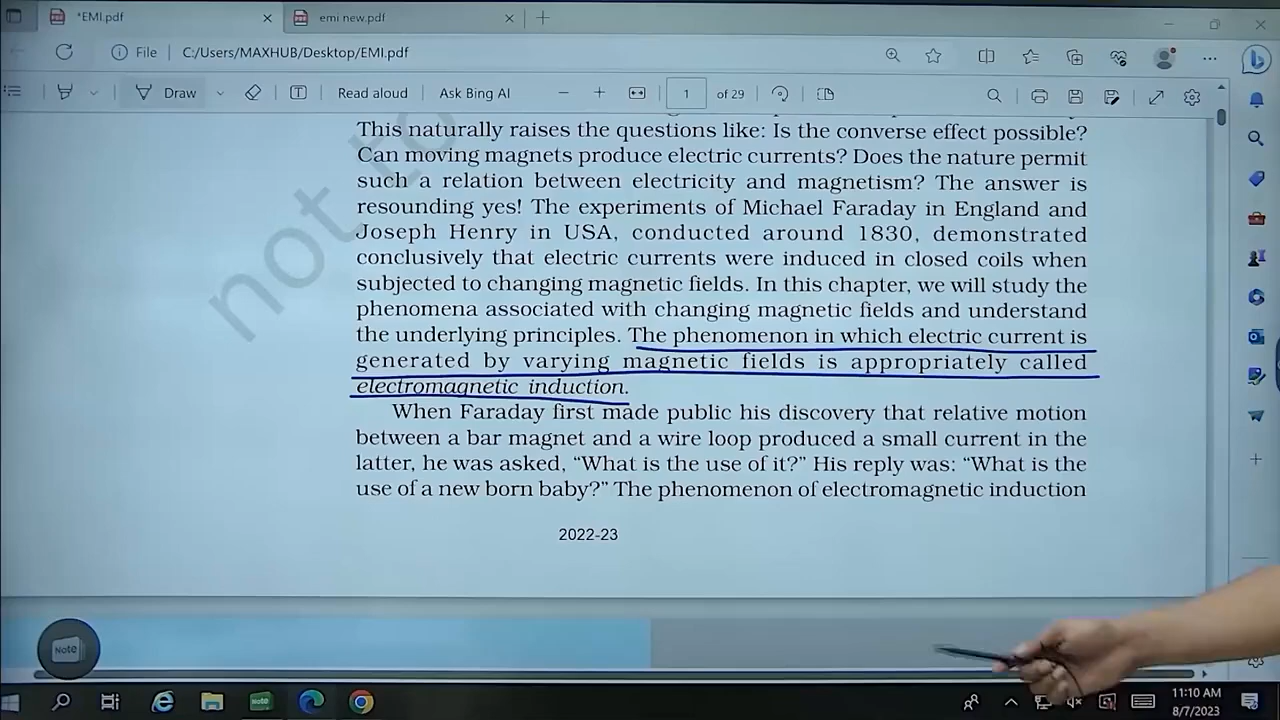 *EMI.pdf
emi new.pdf
File
C:/Users/MAXHUB/Desktop/EMI.pdf
Draw
Read aloud
Ask Bing AI
1
of 29
This naturally raises the questions like: Is the converse effect possible?
Can moving magnets produce electric currents? Does the nature permit
such a relation between electricity and magnetism? The answer is
resounding yes! The experiments of Michael Faraday in England and
Joseph Henry in USA, conducted around 1830, demonstrated
conclusively that electric currents were induced in closed coils when
subjected to changing magnetic fields. In this chapter, we will study the
phenomena associated with changing magnetic fields and understand
the underlying principles. The phenomenon in which electric current is
generated by varying magnetic fields is appropriately called
electromagnetic induction.
When Faraday first made public his discovery that relative motion
between a bar magnet and a wire loop produced a small current in the
latter, he was asked, “What is the use of it?” His reply was: “What is the
use of a new born baby?” The phenomenon of electromagnetic induction
2022-23
not to
Note
Note
11:10 AM
8/7/2023